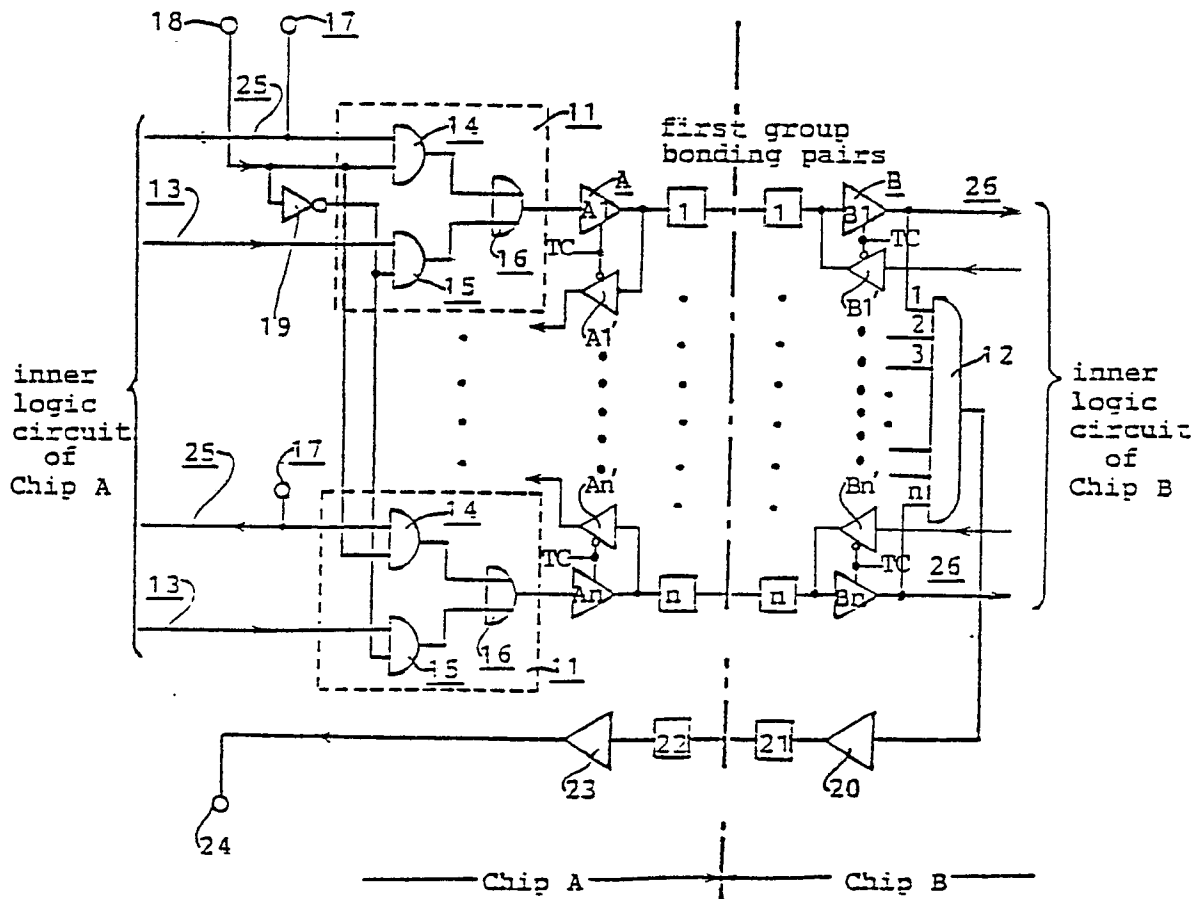 18
17
25
14
11
first group
bonding pairs
13
A
B
26
A1
1
1
B1
16
TC
TC
15
19
A1'
B1'
1
2
3
12
inner
logic
circuit
of
Chip A
inner
logic
circuit
of
Chip B
25
17
An'
Bn'
n
14
TC
TC
26
An
n
n
Bn
13
15
16
11
22
21
23
20
24
Chip A
Chip B